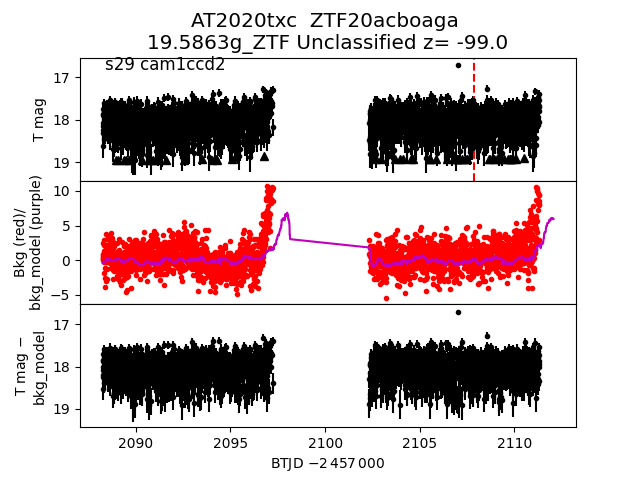 AT2020txc  ZTF20acboaga
19.5863g_ZTF Unclassified z= -99.0
s29 cam1ccd2
17
18
19
T mag
10
5
0
−5
Bkg (red)/
bkg_model (purple)
17
18
19
T mag −
bkg_model
2090
2095
2100
2105
2110
BTJD −2 457 000